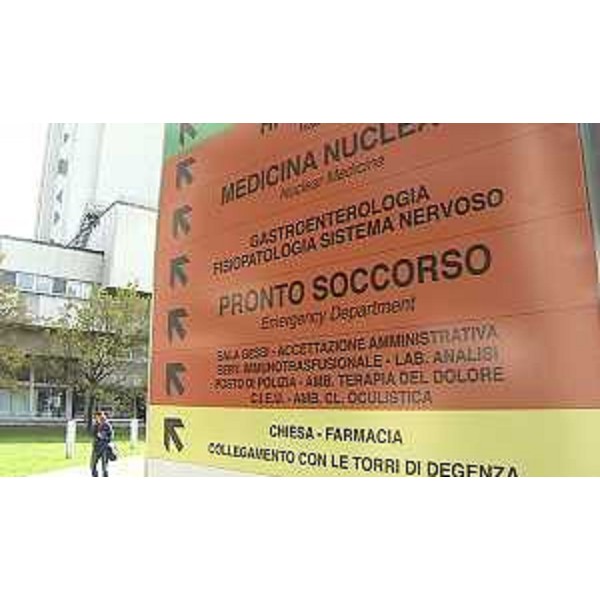 MEDICINA NUCLEA
Nuclear Medicine
GASTROENTEROLOGIA
FISIOPATOLOGIA SISTEMA NERVOSO
PRONTO SOCCORSO
Emergency Department
SALA GESSI - ACCETTAZIONE AMMINISTRATIVA
SERV. IMMUNOTRASFUSIONALE - LAB. ANALISI
POSTO DI POLIZIA - AMB. TERAPIA DEL DOLORE
C.I.E.U. - AMB. CL. OCULISTICA
CHIESA - FARMACIA
COLLEGAMENTO CON LE TORRI DI DEGENZA